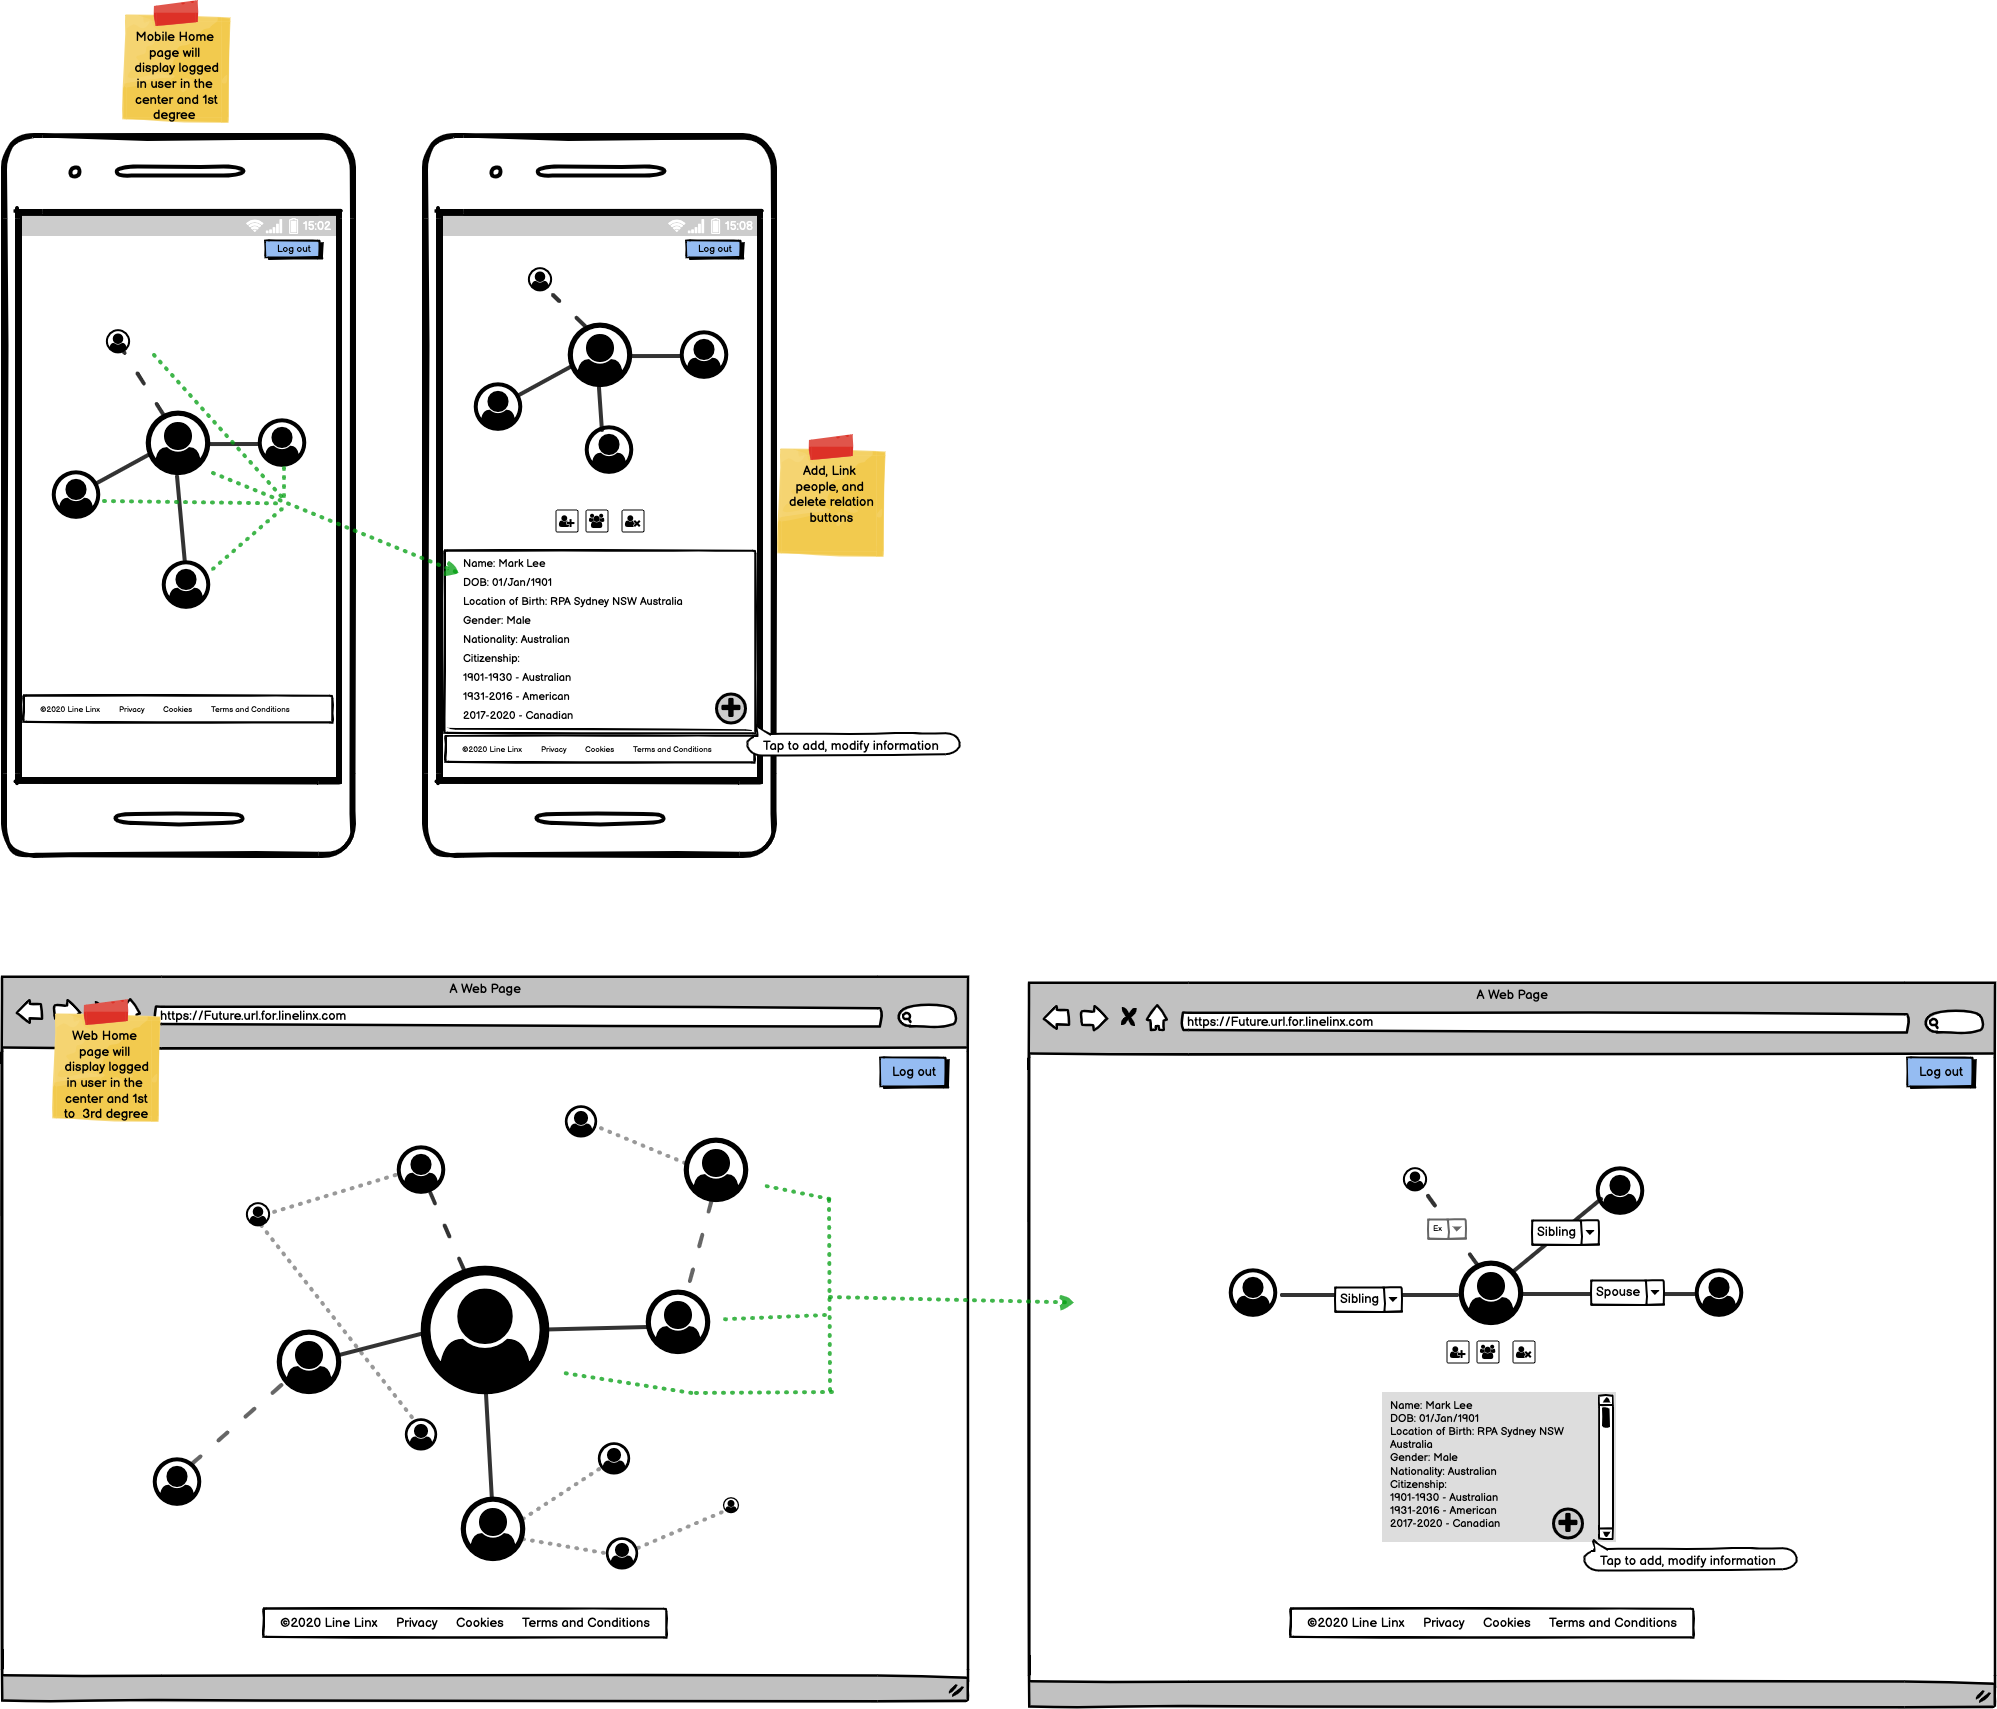 Mobile Home
page will
display logged
in user in the
center and 1st
degree
15:02
Log out
©2020 Line Linx Privacy Cookies Terms and Conditions
15:08
Log out
Add, Link
people, and
delete relation
buttons
Name: Mark Lee
DOB: 01/Jan/1901
Location of Birth: RPA Sydney NSW Australia
Gender: Male
Nationality: Australian
Citizenship:
1901-1930 - Australian
1931-2016 - American
2017-2020 - Canadian
Tap to add, modify information
©2020 Line Linx Privacy Cookies Terms and Conditions
A Web Page
https://Future.url.for.linelinx.com
Web Home
page will
display logged
in user in the
center and 1st
to 3rd degree
Log out
©2020 Line Linx Privacy Cookies Terms and Conditions
A Web Page
https://Future.url.for.linelinx.com
Log out
Ex
Sibling
Sibling
Spouse
Name: Mark Lee
DOB: 01/Jan/1901
Location of Birth: RPA Sydney NSW
Australia
Gender: Male
Nationality: Australian
Citizenship:
1901-1930 - Australian
1931-2016 - American
2017-2020 - Canadian
Tap to add, modify information
©2020 Line Linx Privacy Cookies Terms and Conditions